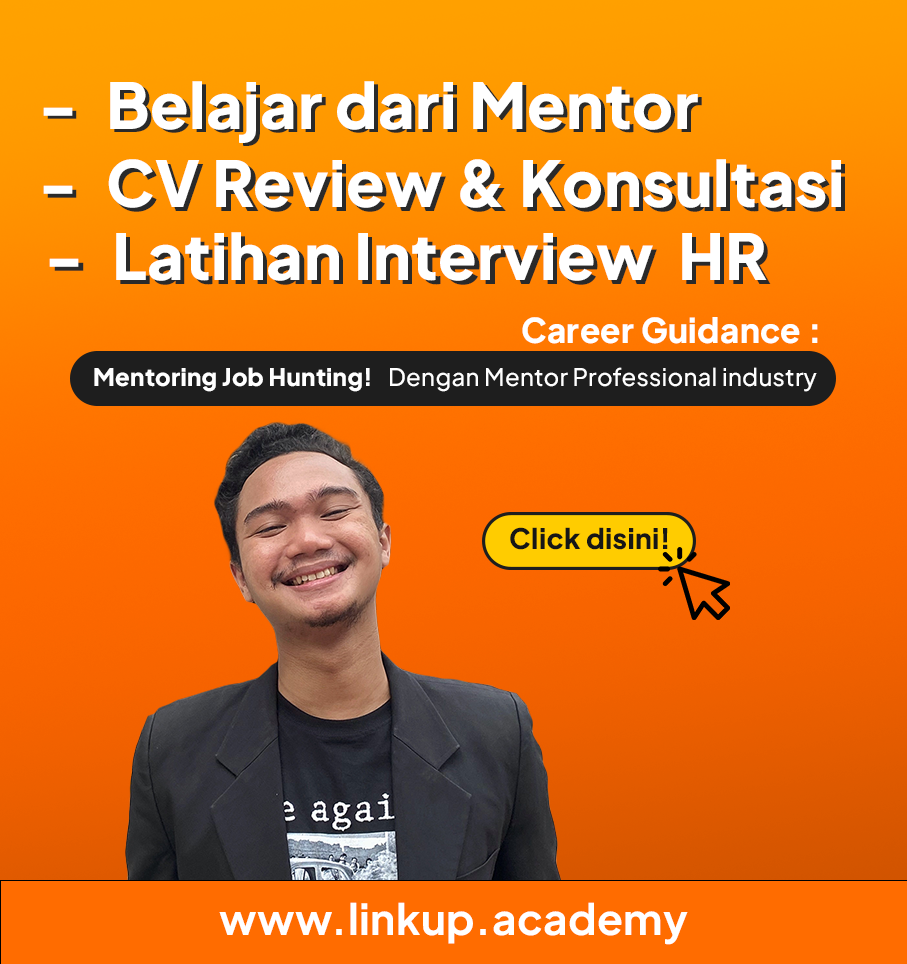 - Belajar dari Mentor
- CV Review & Konsultasi
- Latihan Interview HR
Career Guidance :
Mentoring Job Hunting! Dengan Mentor Professional industry
Click disini!
e agai
www.linkup.academy